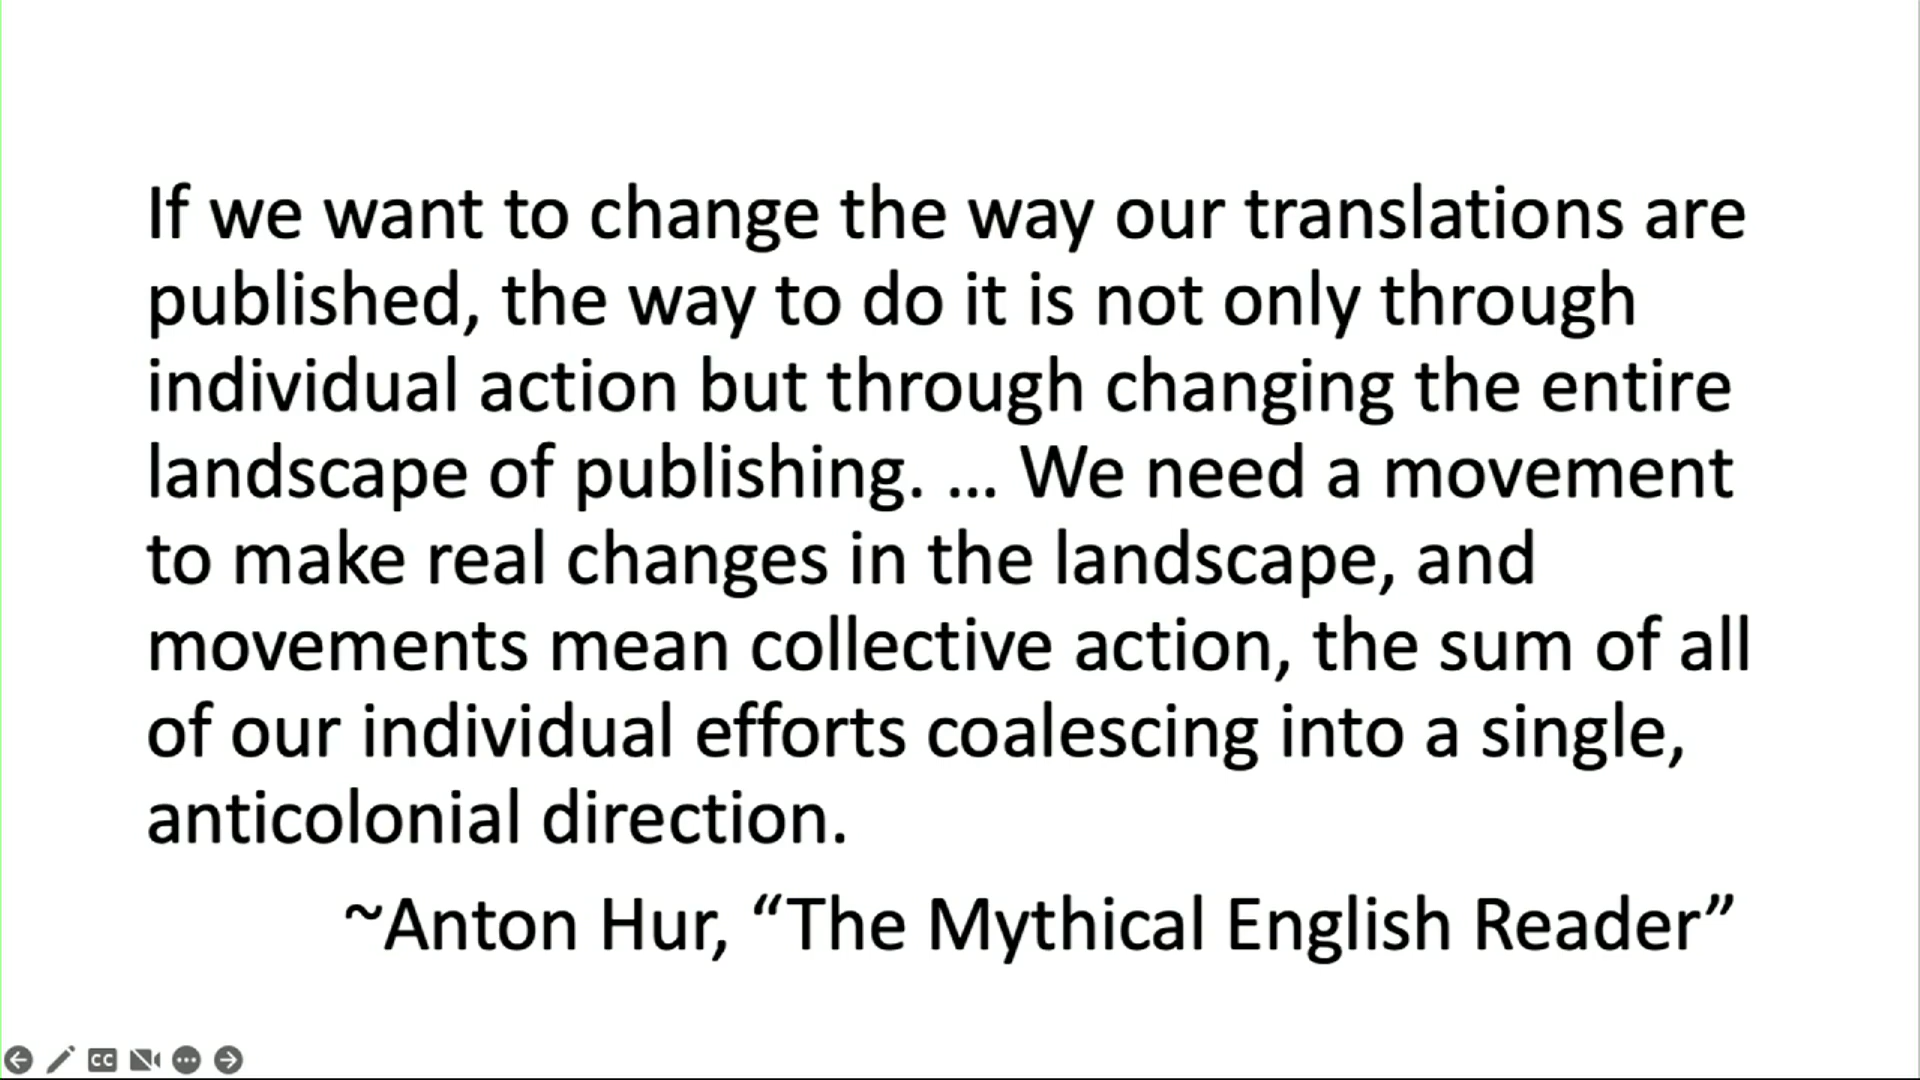 If we want to change the way our translations are
published, the way to do it is not only through
individual action but through changing the entire
landscape of publishing. ... We need a movement
to make real changes in the landscape, and
movements mean collective action, the sum of all
of our individual efforts coalescing into a single,
anticolonial direction.
~Anton Hur, “The Mythical English Reader”
CC